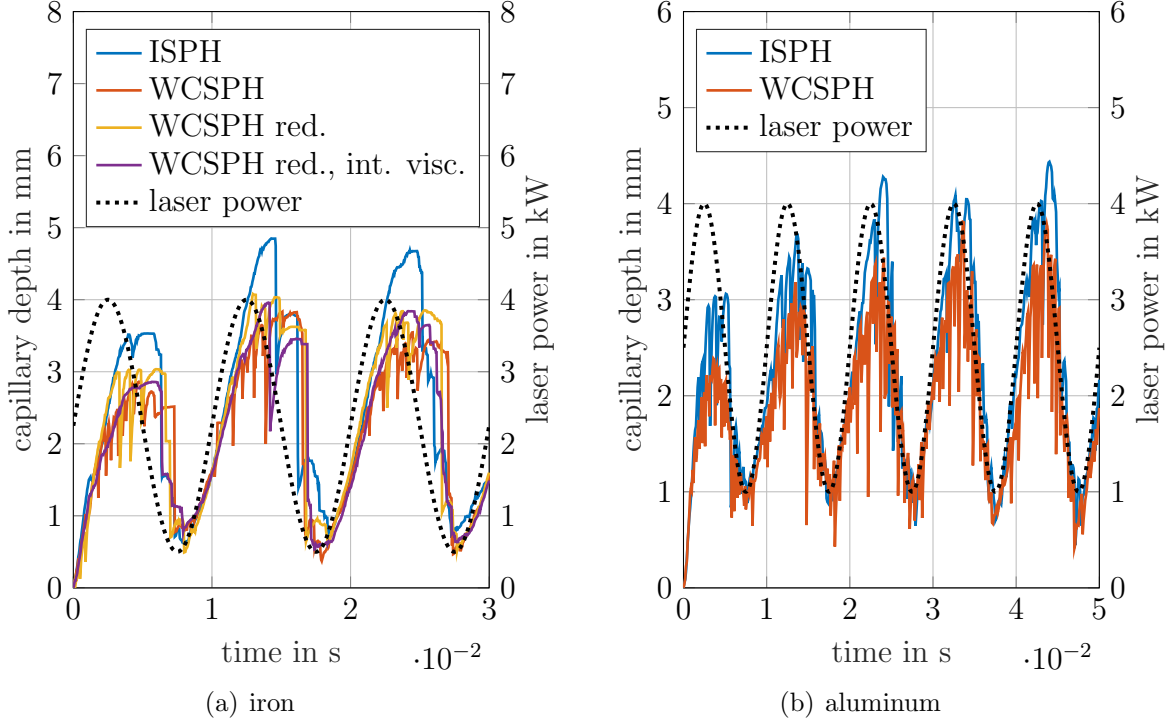 8
7
6
5
4
3
2
1
0
8
7
6
5
4
3
2
1
0
0
1
2
3
capillary depth in mm
laser power in kW
ISPH
WCSPH
WCSPH red.
WCSPH red., int. visc.
laser power
time in s
·10⁻²
(a) iron
6
5
4
3
2
1
0
6
5
4
3
2
1
0
0
1
2
3
4
5
capillary depth in mm
laser power in kW
ISPH
WCSPH
laser power
time in s
·10⁻²
(b) aluminum